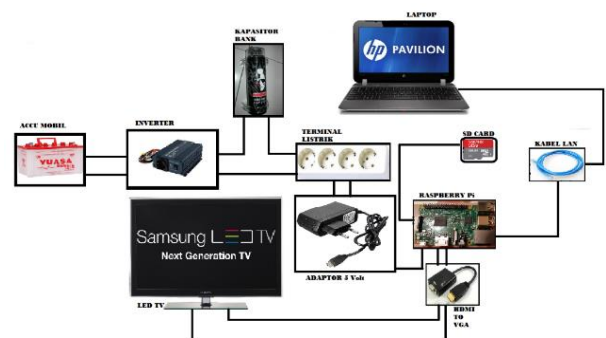 KAPASITOR
BANK
LAPTOP
hp PAVILION
ACCU MOBIL
INVERTER
TERMINAL
LISTRIK
SD CARD
KABEL LAN
YUASA
RASPBERRY Pi
Samsung LED TV
Next Generation TV
ADAPTOR 5 Volt
LED TV
HDMI
TO
VGA